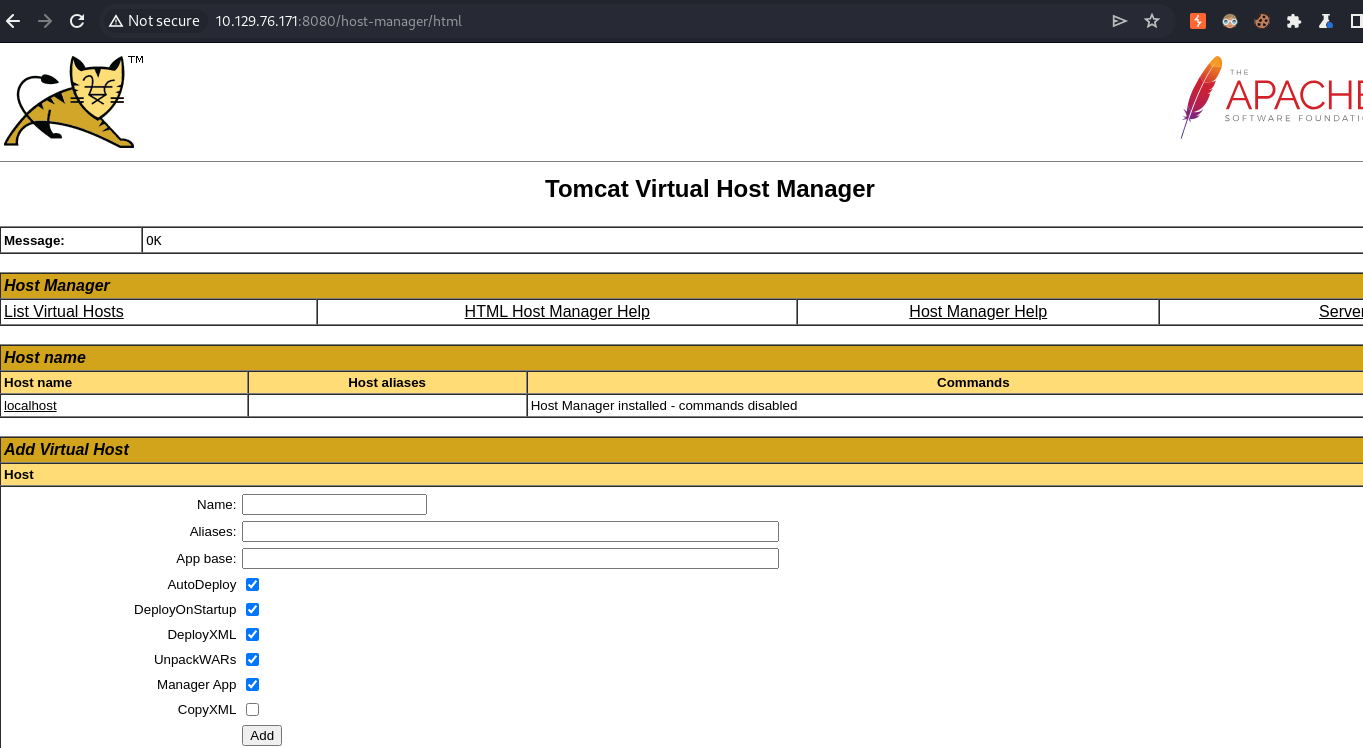 Not secure 10.129.76.171:8080/host-manager/html
TM
THE
APACHE
SOFTWARE FOUNDATIO
Tomcat Virtual Host Manager
Message: OK
Host Manager
List Virtual Hosts HTML Host Manager Help Host Manager Help Server
Host name
Host name Host aliases Commands
localhost Host Manager installed - commands disabled
Add Virtual Host
Host
Name:
Aliases:
App base:
AutoDeploy
DeployOnStartup
DeployXML
UnpackWARs
Manager App
CopyXML
Add